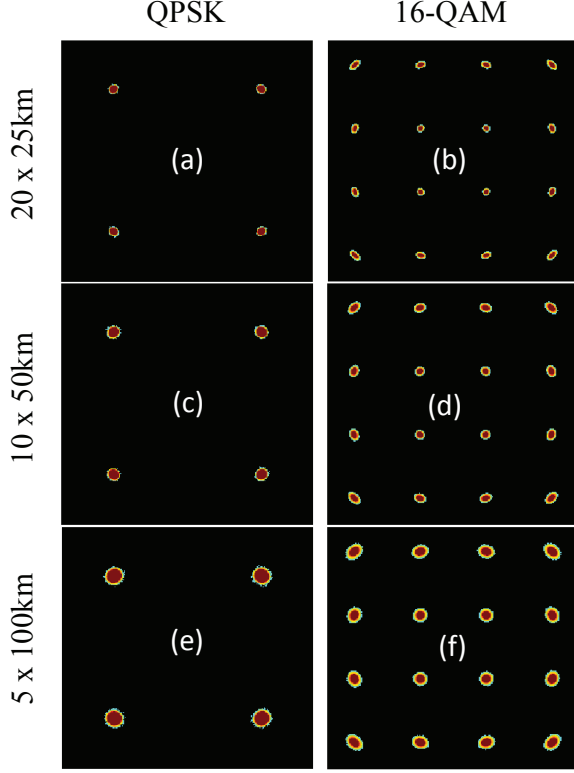 QPSK 16-QAM
20 x 25km
(a) (b)
10 x 50km
(c) (d)
5 x 100km
(e) (f)